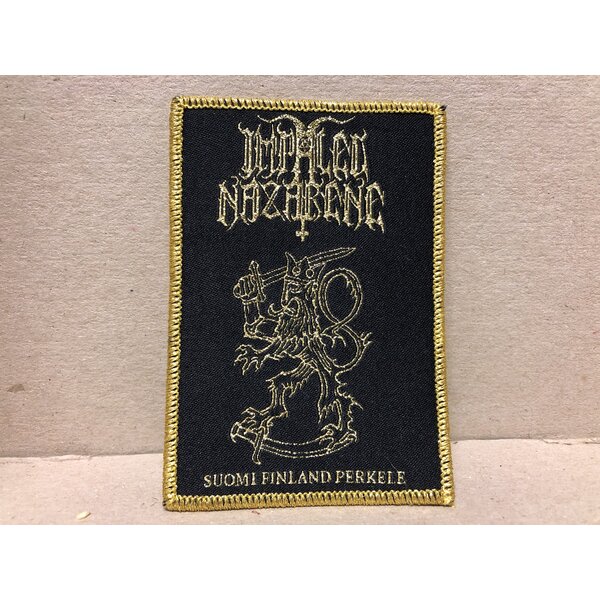 IMPALED
NAZARENE
SUOMI FINLAND PERKELE